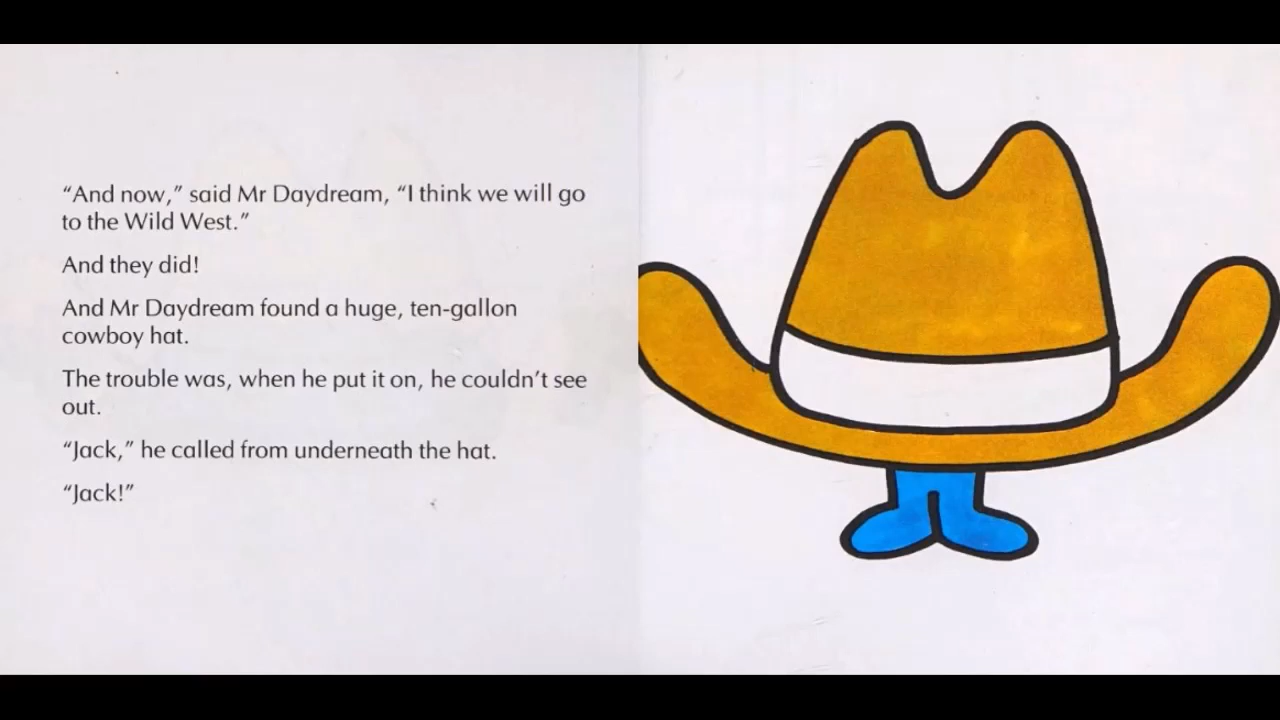 “And now,” said Mr Daydream, “I think we will go
to the Wild West.”
And they did!
And Mr Daydream found a huge, ten-gallon
cowboy hat.
The trouble was, when he put it on, he couldn’t see
out.
“Jack,” he called from underneath the hat.
“Jack!”